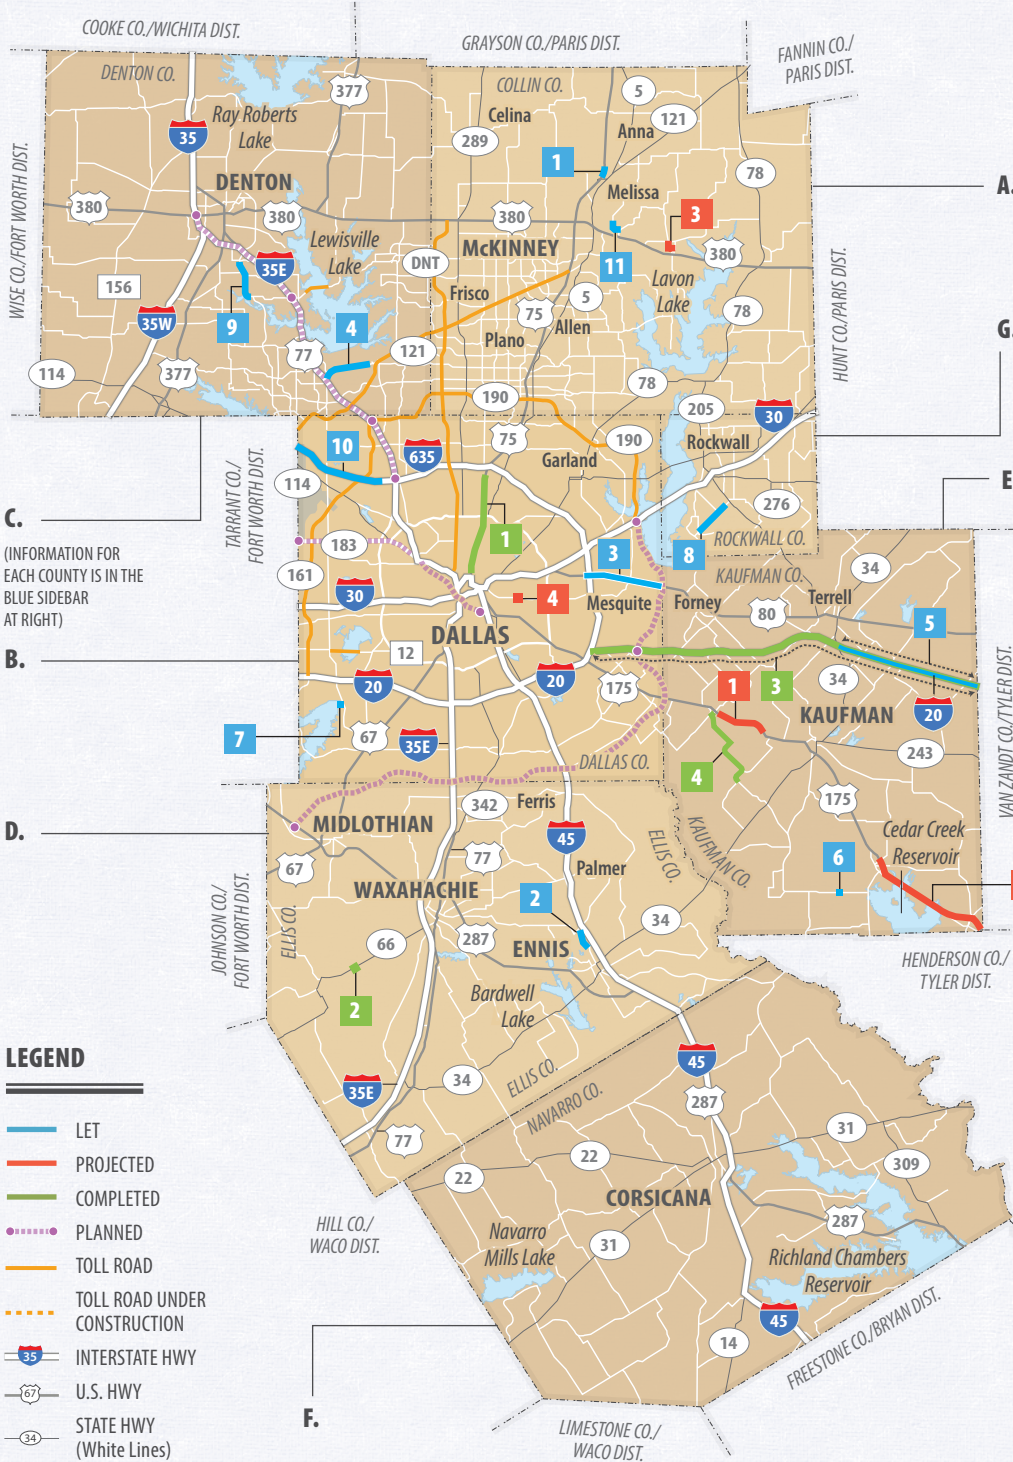 COOKE CO./WICHITA DIST.
GRAYSON CO./PARIS DIST.
FANNIN CO./
PARIS DIST.
DENTON CO.
COLLIN CO.
377
5
Ray Roberts
Lake
Celina
121
Anna
35
289
1
78
DENTON
Melissa
A.
WISE CO./FORT WORTH DIST.
380
380
380
3
Lewisville
Lake
McKINNEY
380
DNT
11
35E
Lavon
Lake
HUNT CO./PARIS DIST.
156
Frisco
5
35W
9
4
75
Allen
78
G.
Plano
77
121
114
377
78
190
205
30
10
75
190
Rockwall
635
Garland
TARRANT CO./
FORT WORTH DIST.
114
E
C.
276
(INFORMATION FOR
EACH COUNTY IS IN THE
BLUE SIDEBAR
AT RIGHT)
183
1
3
8
ROCKWALL CO.
161
KAUFMAN CO.
34
30
4
Mesquite
Forney
Terrell
80
5
DALLAS
B.
12
20
20
175
1
3
34
KAUFMAN
20
VAN ZANDT CO./TYLER DIST.
7
67
35E
243
DALLAS CO.
4
342
Ferris
175
D.
MIDLOTHIAN
45
ELLIS CO.
KAUFMAN CO.
Cedar Creek
Reservoir
67
77
Palmer
6
WAXAHACHIE
2
JOHNSON CO./
FORT WORTH DIST.
ELLIS CO.
34
66
287
ENNIS
HENDERSON CO./
TYLER DIST.
2
Bardwell
Lake
LEGEND
45
35E
34
ELLIS CO.
NAVARRO CO.
287
LET
77
31
PROJECTED
22
309
22
COMPLETED
CORSICANA
PLANNED
HILL CO./
WACO DIST.
287
Navarro
Mills Lake
31
Richland Chambers
Reservoir
TOLL ROAD
TOLL ROAD UNDER
CONSTRUCTION
45
14
FREESTONE CO./BRYAN DIST.
35
INTERSTATE HWY
67
U.S. HWY
F.
34
STATE HWY
(White Lines)
LIMESTONE CO./
WACO DIST.